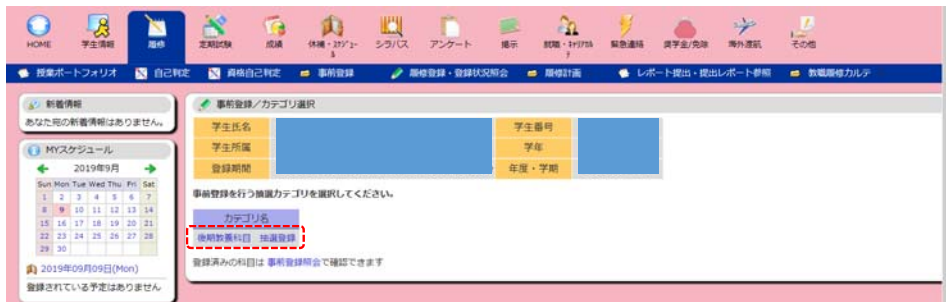 HOME 学生情報 履修 定期試験 成績 休補・ｽｹｼﾞｭｰﾙ シラバス アンケート 掲示 就職・ｷｬﾘｱｶﾙﾃ 緊急連絡 奨学金/免除 海外渡航 その他
授業ポートフォリオ 自己判定 資格自己判定 事前登録 履修登録・登録状況照会 履修計画 レポート提出・提出レポート参照 教職履修カルテ
新着情報
あなた宛の新着情報はありません。
MYスケジュール
2019年9月
Sun Mon Tue Wed Thu Fri Sat
1 2 3 4 5 6 7
8 9 10 11 12 13 14
15 16 17 18 19 20 21
22 23 24 25 26 27 28
29 30
2019年09月09日(Mon)
登録されている予定はありません
事前登録／カテゴリ選択
学生氏名 学生番号
学生所属 学年
登録期間 年度・学期
事前登録を行う抽選カテゴリを選択してください。
カテゴリ名
後期教養科目 抽選登録
登録済みの科目は 事前登録照会で確認できます